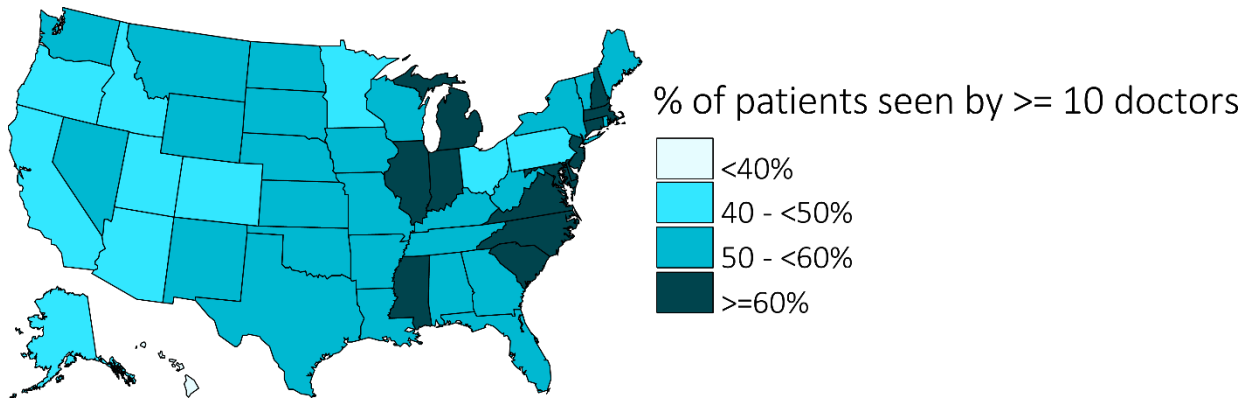 % of patients seen by >= 10 doctors
<40%
40 - <50%
50 - <60%
>=60%